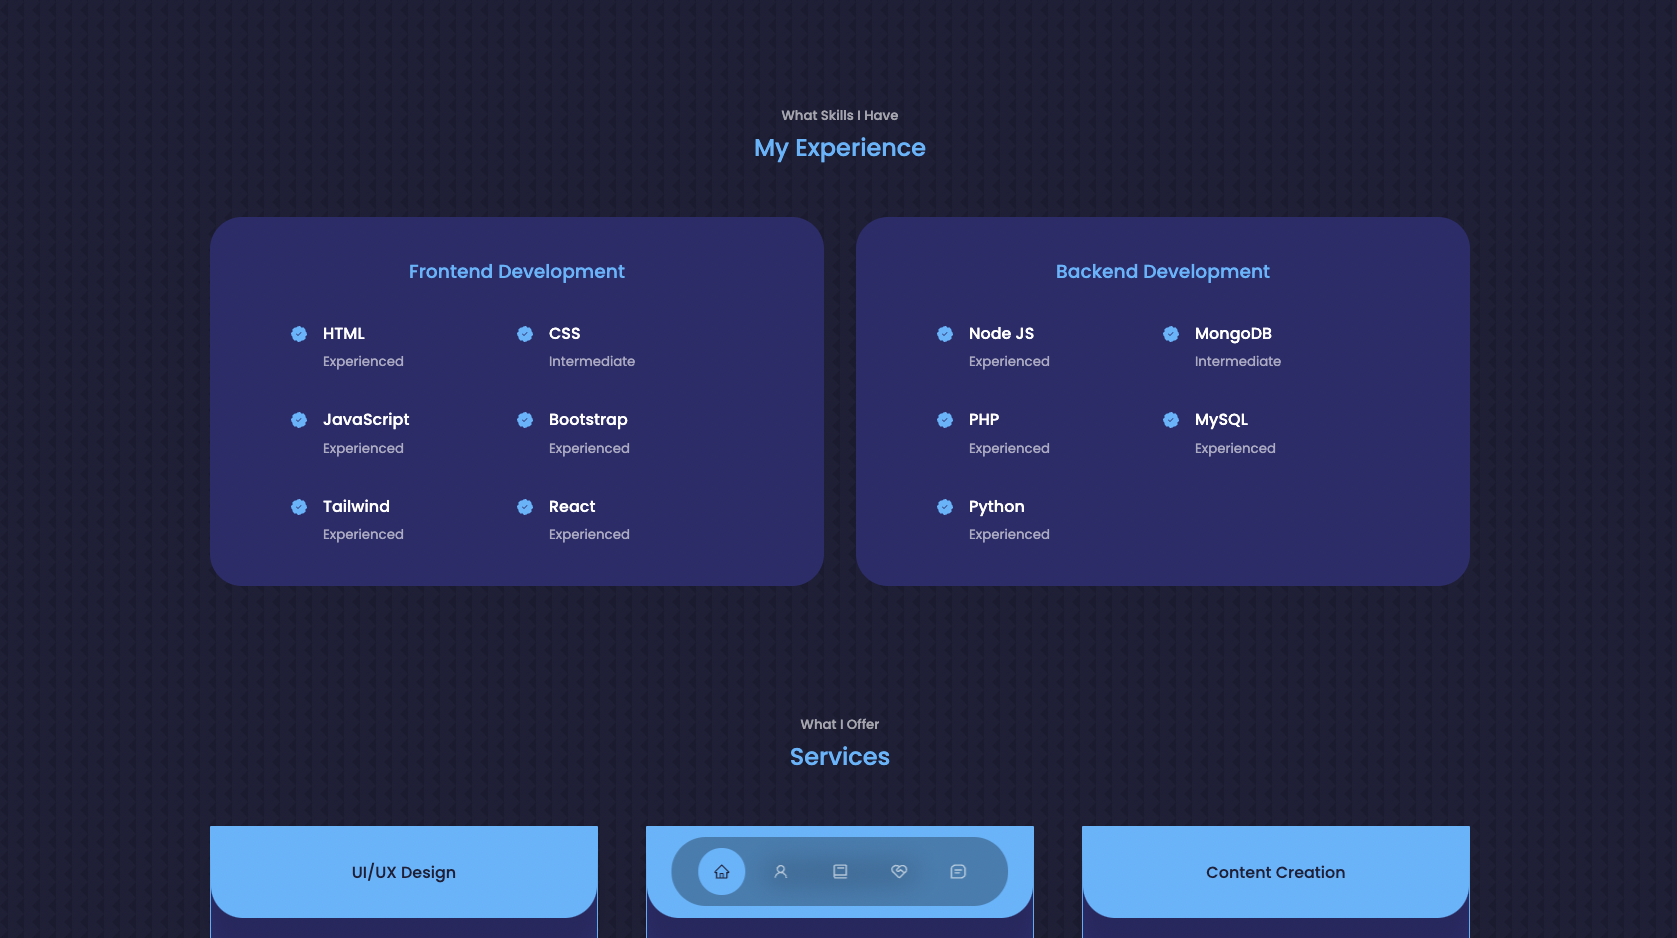 What Skills I Have
My Experience
Frontend Development
HTML
Experienced
CSS
Intermediate
JavaScript
Experienced
Bootstrap
Experienced
Tailwind
Experienced
React
Experienced
Backend Development
Node JS
Experienced
MongoDB
Intermediate
PHP
Experienced
MySQL
Experienced
Python
Experienced
What I Offer
Services
UI/UX Design
Content Creation